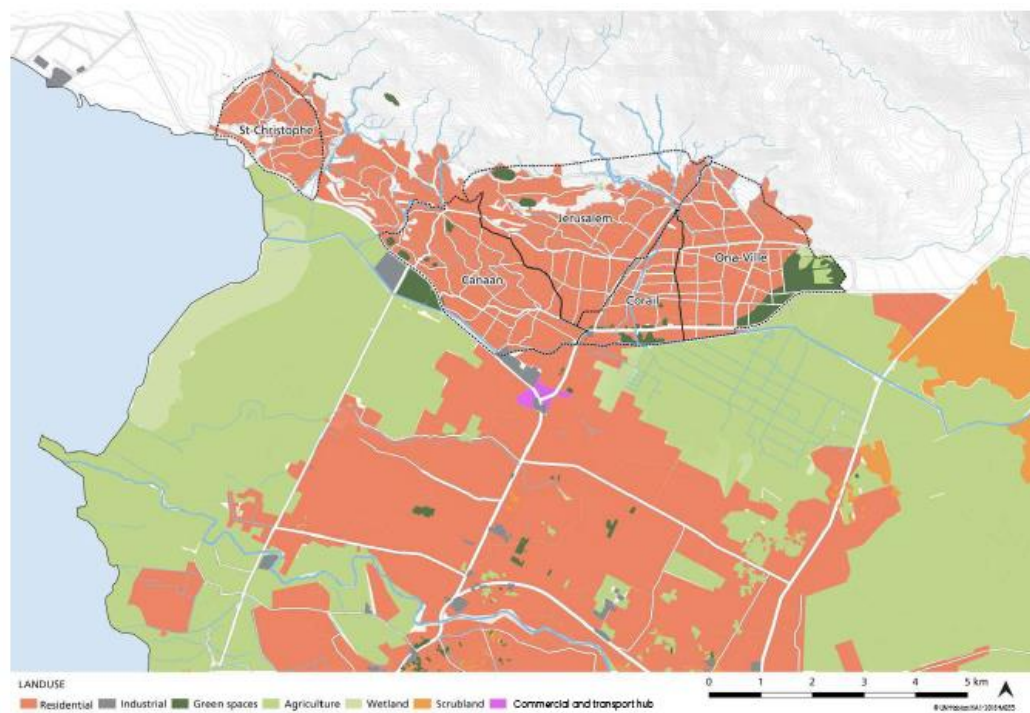 St-Christophe
Jerusalem
Ona-Ville
Canaan
Corail
LANDUSE
Residential Industrial Green spaces Agriculture Wetland Scrubland Commercial and transport hub
0 1 2 3 4 5 km